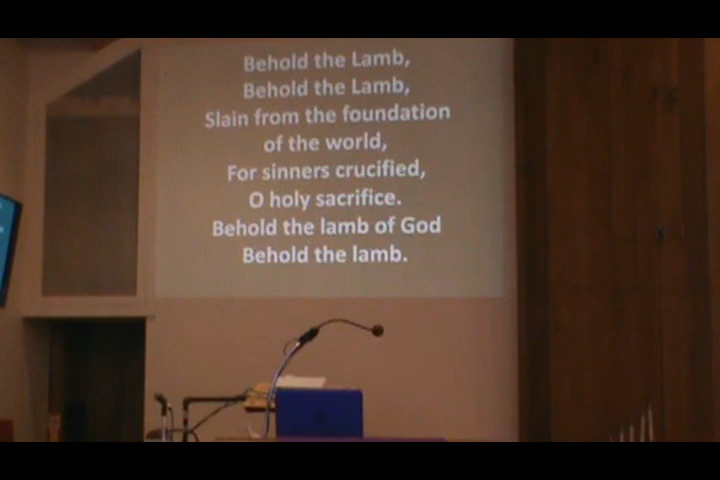 Behold the Lamb,
Behold the Lamb,
Slain from the foundation
of the world,
For sinners crucified,
O holy sacrifice.
Behold the lamb of God
Behold the lamb.